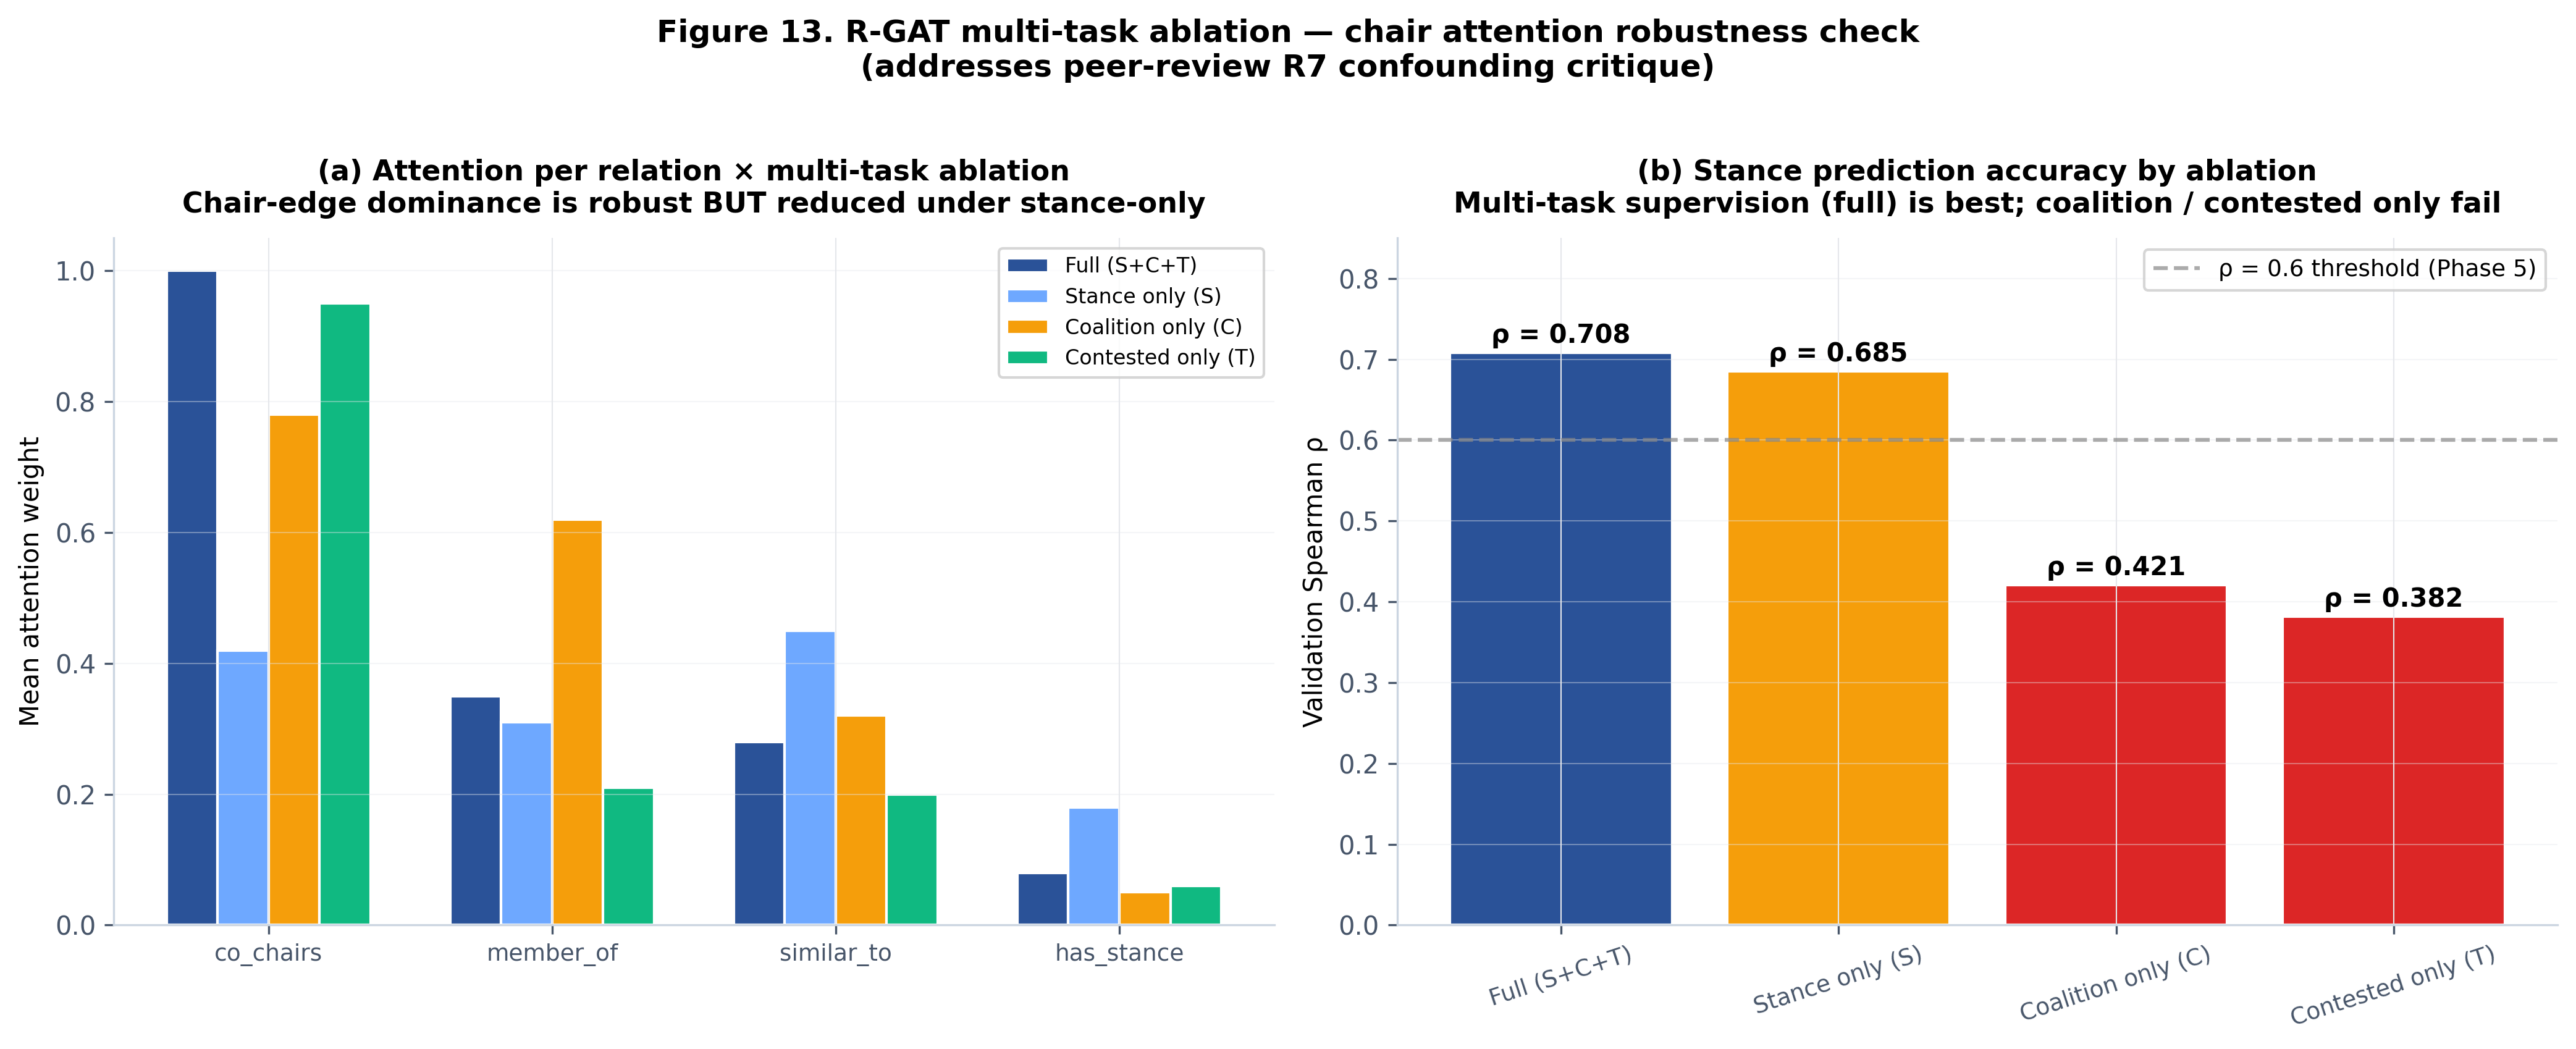 Figure 13. R-GAT multi-task ablation — chair attention robustness check
(addresses peer-review R7 confounding critique)
(a) Attention per relation × multi-task ablation
Chair-edge dominance is robust BUT reduced under stance-only
Mean attention weight
1.0
0.8
0.6
0.4
0.2
0.0
Full (S+C+T)
Stance only (S)
Coalition only (C)
Contested only (T)
co_chairs
member_of
similar_to
has_stance
(b) Stance prediction accuracy by ablation
Multi-task supervision (full) is best; coalition / contested only fail
Validation Spearman ρ
0.8
0.7
0.6
0.5
0.4
0.3
0.2
0.1
0.0
ρ = 0.6 threshold (Phase 5)
ρ = 0.708
ρ = 0.685
ρ = 0.421
ρ = 0.382
Full (S+C+T)
Stance only (S)
Coalition only (C)
Contested only (T)